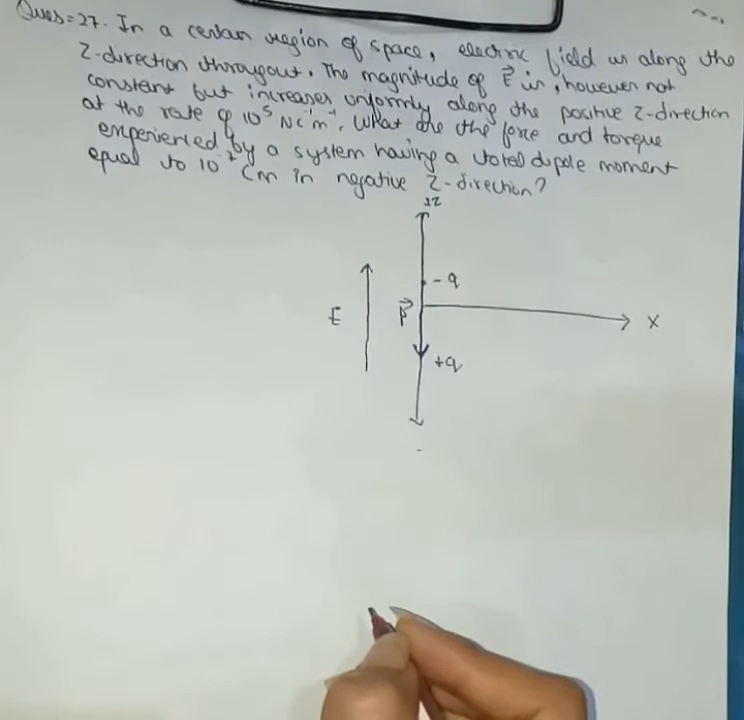 Ques=27. In a certain region of space, electric field is along the
Z-direction througout. The magnitude of E is, however not
constant but increases uniformly along the positive Z-direction
at the rate of 10⁵ NC⁻¹m⁻¹. What are the the force and torque
experienced by a system having a total dipole moment
equal to 10⁻⁷ Cm in negative Z-direction?
Z
-q
E
P
X
+q